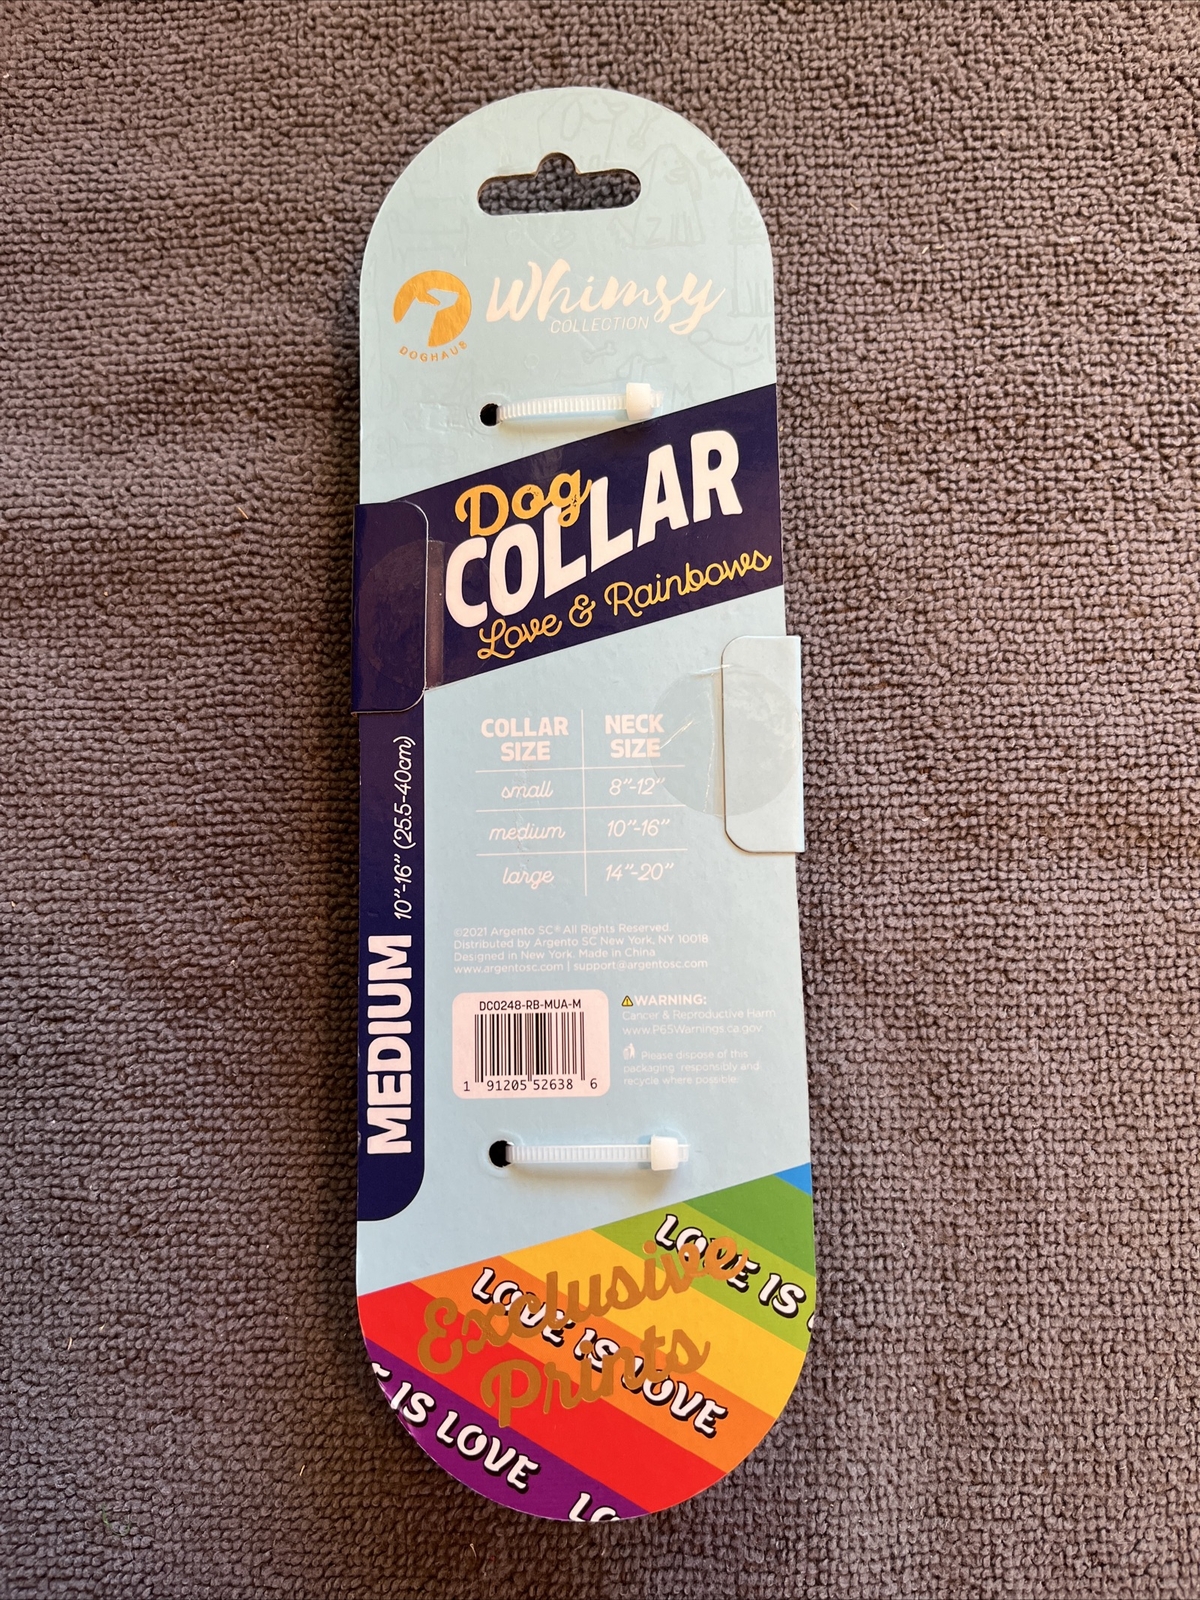 Whimsy
COLLECTION
DOGHAUS
Dog
COLLAR
Love & Rainbows
COLLAR SIZE NECK SIZE
small 8"-12"
medium 10"-16"
large 14"-20"
MEDIUM 10"-16" (25.5-40cm)
©2021 Argento SC® All Rights Reserved.
Distributed by Argento SC New York, NY 10018
Designed in New York. Made in China
www.argentosc.com | support@argentosc.com
DC0248-RB-MUA-M
1 91205 52638 6
WARNING:
Cancer & Reproductive Harm
www.P65Warnings.ca.gov
Please dispose of this
packaging responsibly and
recycle where possible.
Exclusive
Prints
LOVE IS
LOVE IS LOVE
IS LOVE
LO